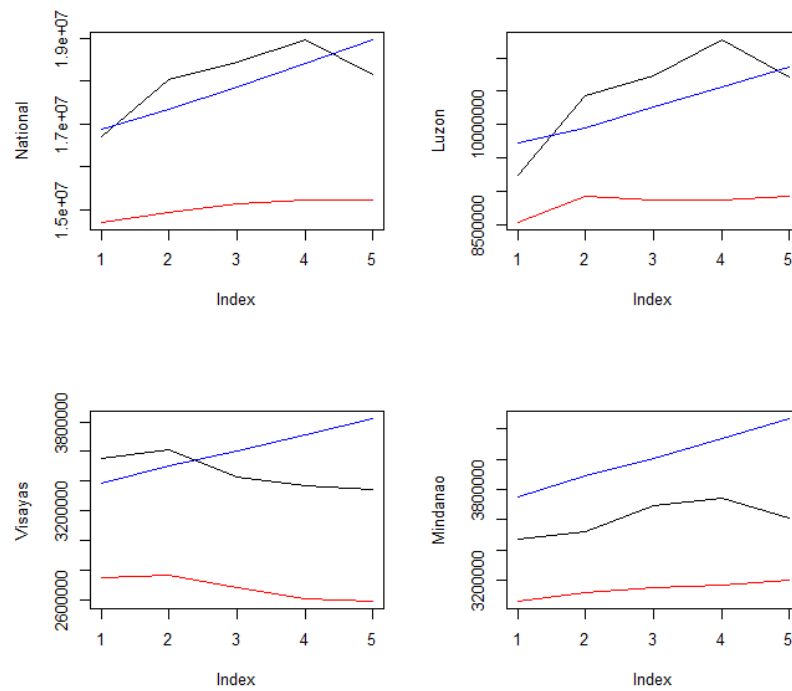 National
1.5e+07 1.7e+07 1.9e+07
1 2 3 4 5
Index
Luzon
8500000 10000000
1 2 3 4 5
Index
Visayas
2600000 3200000 3800000
1 2 3 4 5
Index
Mindanao
3200000 3800000
1 2 3 4 5
Index